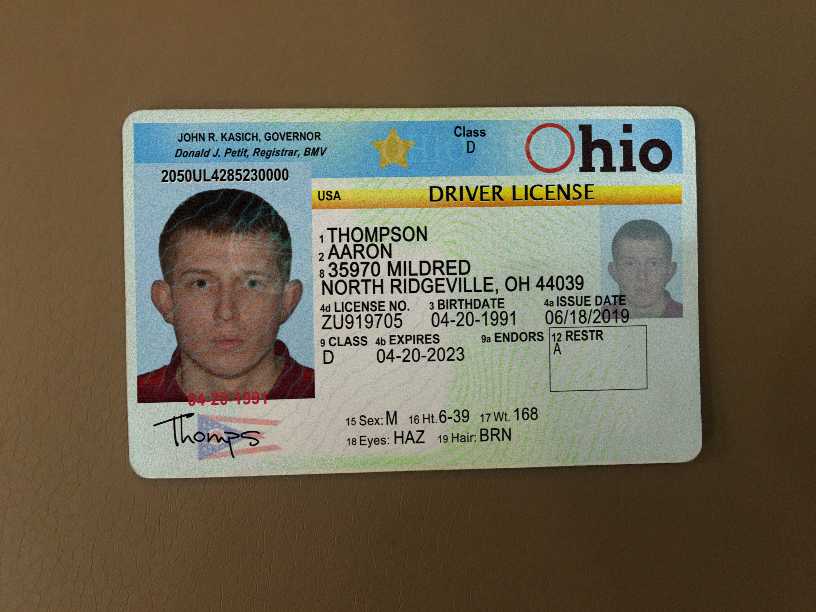 JOHN R. KASICH, GOVERNOR
Donald J. Petit, Registrar, BMV
Class
D
Ohio
2050UL4285230000
USA DRIVER LICENSE
1 THOMPSON
2 AARON
8 35970 MILDRED
NORTH RIDGEVILLE, OH 44039
4d LICENSE NO. 3 BIRTHDATE 4a ISSUE DATE
ZU919705 04-20-1991 06/18/2019
9 CLASS 4b EXPIRES 9a ENDORS 12 RESTR
D 04-20-2023 A
04-20-1991
15 Sex: M 16 Ht. 6-39 17 Wt. 168
18 Eyes: HAZ 19 Hair: BRN
Thomps